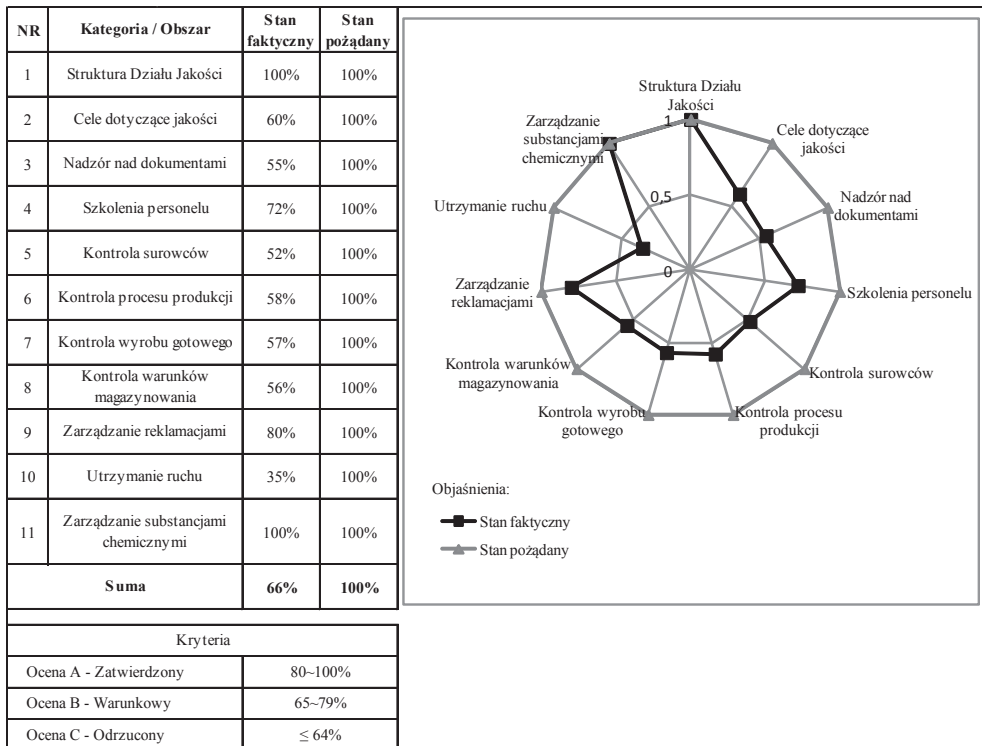 NR Kategoria / Obszar Stan faktyczny Stan pożądany
1 Struktura Działu Jakości 100% 100%
2 Cele dotyczące jakości 60% 100%
3 Nadzór nad dokumentami 55% 100%
4 Szkolenia personelu 72% 100%
5 Kontrola surowców 52% 100%
6 Kontrola procesu produkcji 58% 100%
7 Kontrola wyrobu gotowego 57% 100%
8 Kontrola warunków magazynowania 56% 100%
9 Zarządzanie reklamacjami 80% 100%
10 Utrzymanie ruchu 35% 100%
11 Zarządzanie substancjami chemicznymi 100% 100%
Suma 66% 100%
Kryteria
Ocena A - Zatwierdzony 80~100%
Ocena B - Warunkowy 65~79%
Ocena C - Odrzucony ≤ 64%
Struktura Działu
Jakości
1
0,5
0
Cele dotyczące
jakości
Nadzór nad
dokumentami
Szkolenia personelu
Kontrola surowców
Kontrola procesu
produkcji
Kontrola wyrobu
gotowego
Kontrola warunków
magazynowania
Zarządzanie
reklamacjami
Utrzymanie ruchu
Zarządzanie
substancjami
chemicznymi
Objaśnienia:
Stan faktyczny
Stan pożądany